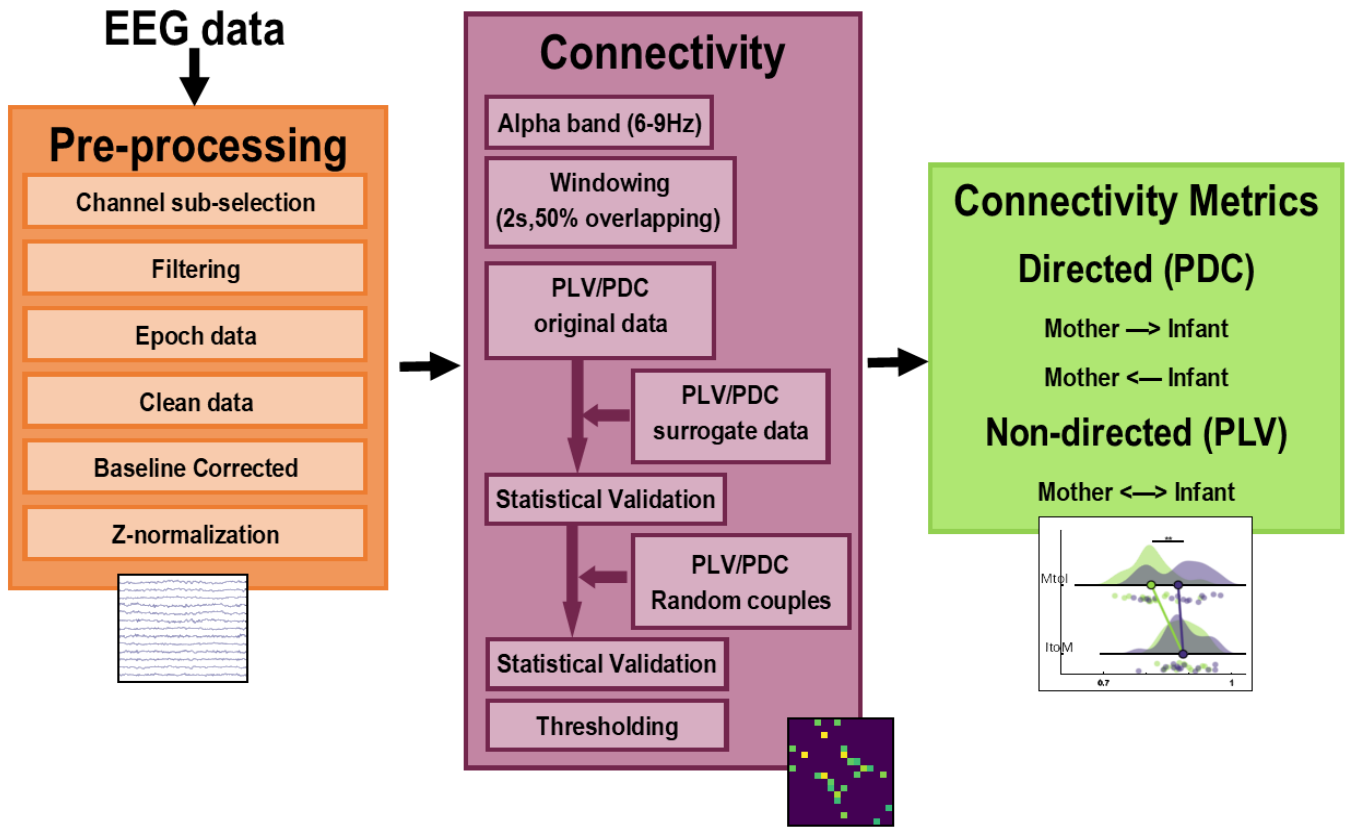 EEG data
Pre-processing
Channel sub-selection
Filtering
Epoch data
Clean data
Baseline Corrected
Z-normalization
Connectivity
Alpha band (6-9Hz)
Windowing
(2s,50% overlapping)
PLV/PDC
original data
PLV/PDC
surrogate data
Statistical Validation
PLV/PDC
Random couples
Statistical Validation
Thresholding
Connectivity Metrics
Directed (PDC)
Mother —> Infant
Mother <— Infant
Non-directed (PLV)
Mother <—> Infant
**
MtoI
ItoM
0.7
1